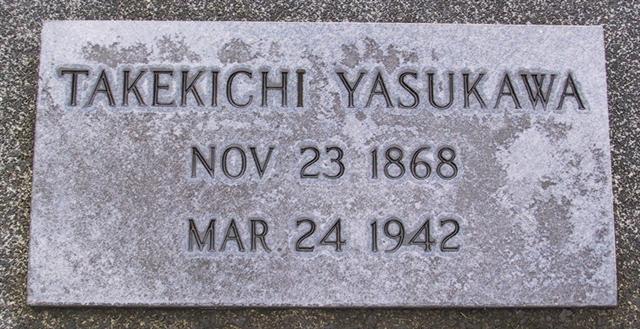 TAKEKICHI YASUKAWA
NOV 23 1868
MAR 24 1942